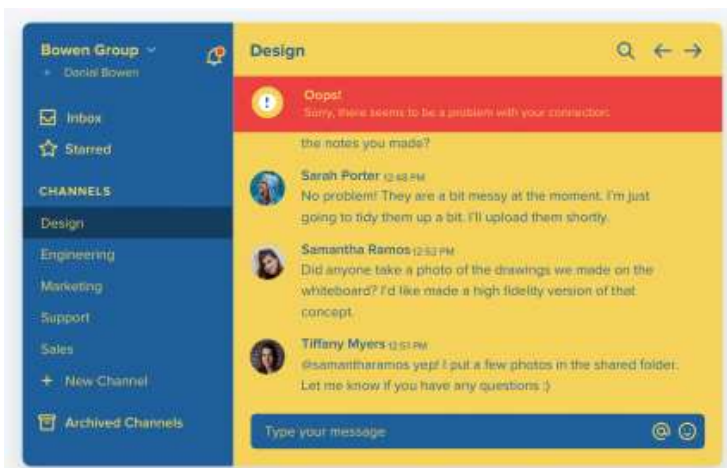 Bowen Group
Danial Bowen
Inbox
Starred
CHANNELS
Design
Engineering
Marketing
Support
Sales
+ New Channel
Archived Channels
Design
Oops!
Sorry, there seems to be a problem with your connection.
the notes you made?
Sarah Porter 12:48 PM
No problem! They are a bit messy at the moment. I'm just
going to tidy them up a bit. I'll upload them shortly.
Samantha Ramos 12:52 PM
Did anyone take a photo of the drawings we made on the
whiteboard? I'd like made a high fidelity version of that
concept.
Tiffany Myers 12:51 PM
@samantharamos yep! I put a few photos in the shared folder.
Let me know if you have any questions :)
Type your message